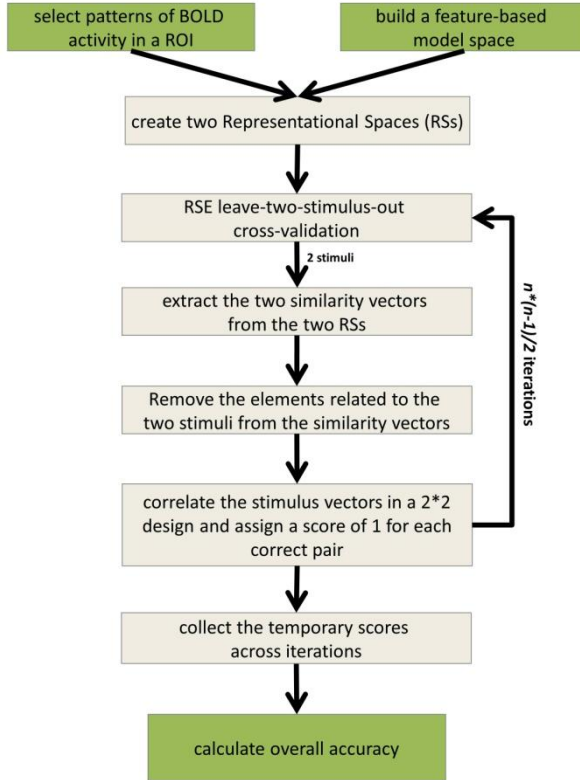 select patterns of BOLD
activity in a ROI
build a feature-based
model space
create two Representational Spaces (RSs)
RSE leave-two-stimulus-out
cross-validation
2 stimuli
extract the two similarity vectors
from the two RSs
Remove the elements related to the
two stimuli from the similarity vectors
correlate the stimulus vectors in a 2*2
design and assign a score of 1 for each
correct pair
n*(n-1)/2 iterations
collect the temporary scores
across iterations
calculate overall accuracy